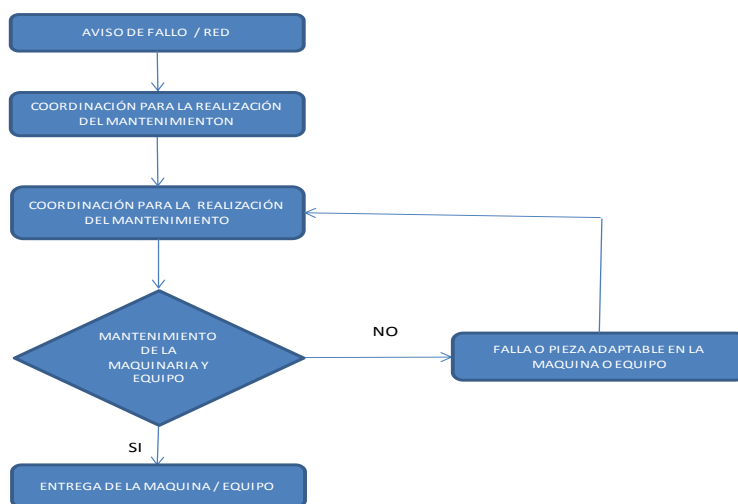 AVISO DE FALLO / RED
COORDINACIÓN PARA LA REALIZACIÓN
DEL MANTENIMIENTON
COORDINACIÓN PARA LA REALIZACIÓN
DEL MANTENIMIENTO
MANTENIMIENTO
DE LA
MAQUINARIA Y
EQUIPO
NO
FALLA O PIEZA ADAPTABLE EN LA
MAQUINA O EQUIPO
SI
ENTREGA DE LA MAQUINA / EQUIPO